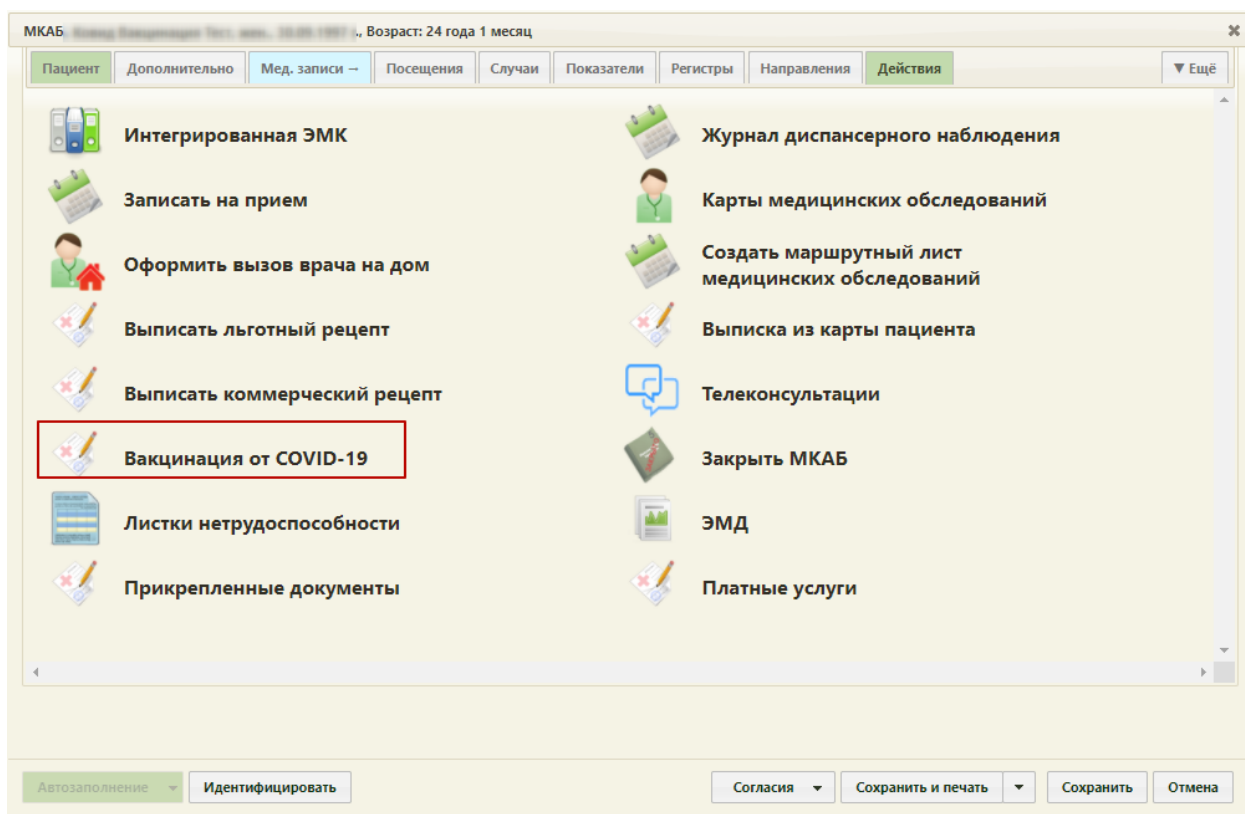 МКАБ
., Возраст: 24 года 1 месяц
Пациент Дополнительно Мед. записи – Посещения Случаи Показатели Регистры Направления Действия ▼ Ещё
Интегрированная ЭМК
Журнал диспансерного наблюдения
Записать на прием
Карты медицинских обследований
Оформить вызов врача на дом
Создать маршрутный лист
медицинских обследований
Выписать льготный рецепт
Выписка из карты пациента
Выписать коммерческий рецепт
Телеконсультации
Вакцинация от COVID-19
Закрыть МКАБ
Листки нетрудоспособности
ЭМД
Прикрепленные документы
Платные услуги
Автозаполнение Идентифицировать Согласия Сохранить и печать Сохранить Отмена